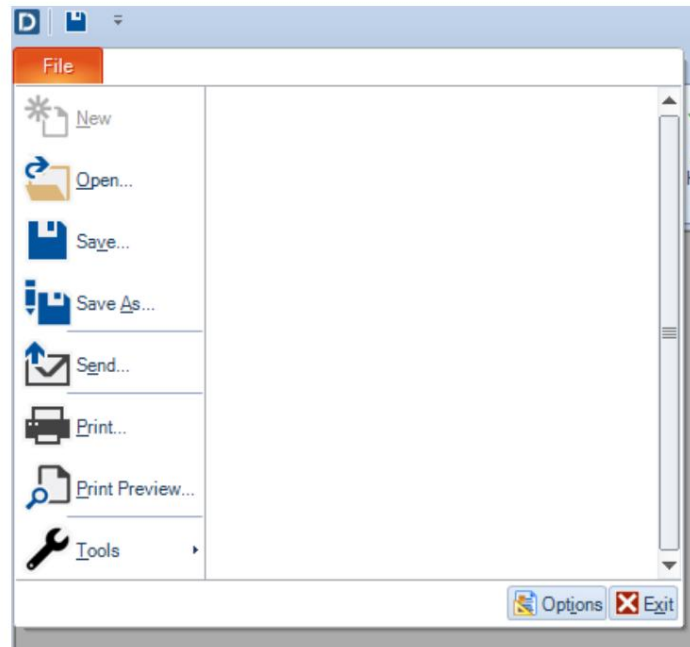 D
File
New
Open...
Save...
Save As...
Send...
Print...
Print Preview...
Tools
Options Exit